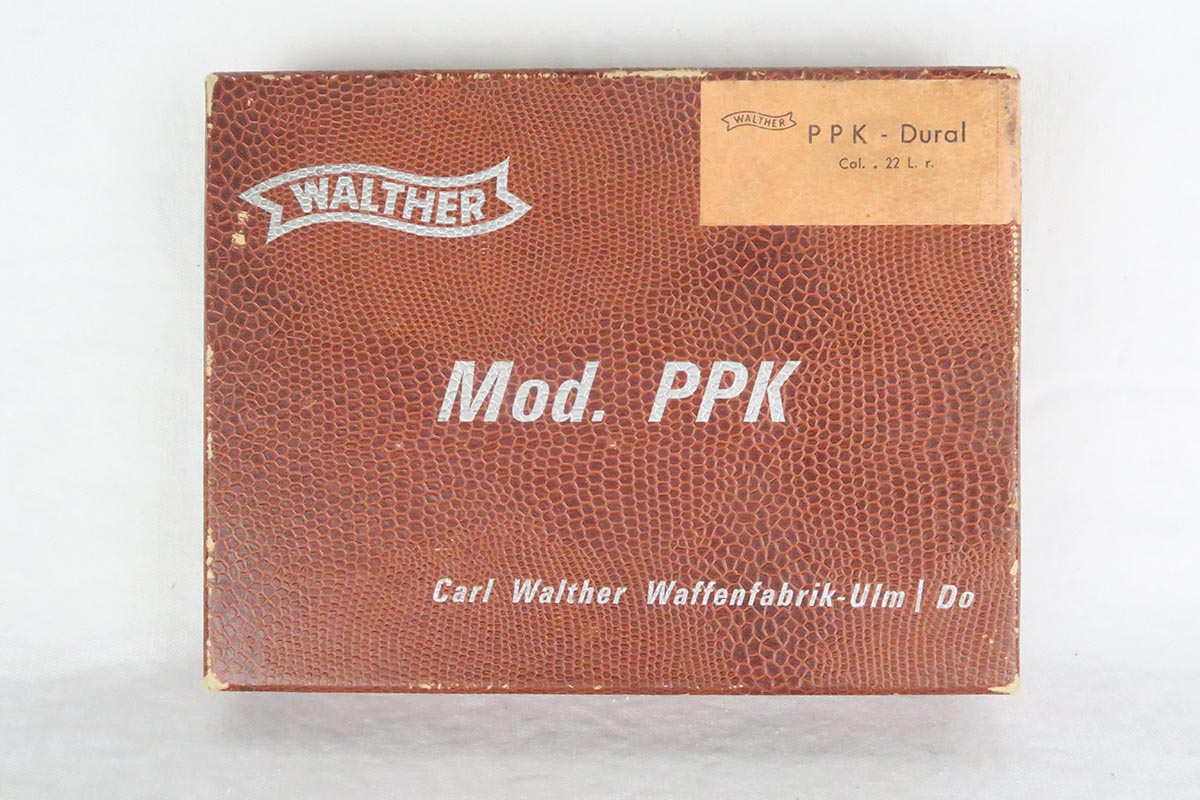 WALTHER
PPK - Dural
Cal. . 22 L. r.
WALTHER
Mod. PPK
Carl Walther Waffenfabrik-Ulm | Do